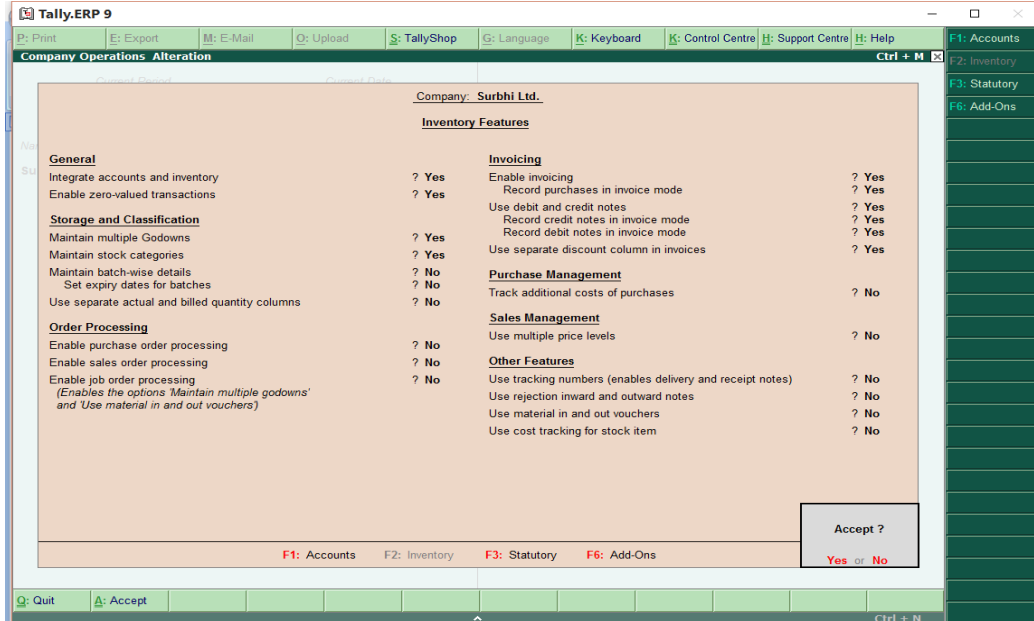 Tally.ERP 9
P: Print E: Export M: E-Mail O: Upload S: TallyShop G: Language K: Keyboard K: Control Centre H: Support Centre H: Help
F1: Accounts
F2: Inventory
F3: Statutory
F6: Add-Ons
Company Operations Alteration Ctrl + M
Current Period Current Date
Company: Surbhi Ltd.
Inventory Features
General
Integrate accounts and inventory ? Yes
Enable zero-valued transactions ? Yes
Storage and Classification
Maintain multiple Godowns ? Yes
Maintain stock categories ? Yes
Maintain batch-wise details ? No
Set expiry dates for batches ? No
Use separate actual and billed quantity columns ? No
Order Processing
Enable purchase order processing ? No
Enable sales order processing ? No
Enable job order processing ? No
(Enables the options 'Maintain multiple godowns'
and 'Use material in and out vouchers')
Invoicing
Enable invoicing ? Yes
Record purchases in invoice mode ? Yes
Use debit and credit notes ? Yes
Record credit notes in invoice mode ? Yes
Record debit notes in invoice mode ? Yes
Use separate discount column in invoices ? Yes
Purchase Management
Track additional costs of purchases ? No
Sales Management
Use multiple price levels ? No
Other Features
Use tracking numbers (enables delivery and receipt notes) ? No
Use rejection inward and outward notes ? No
Use material in and out vouchers ? No
Use cost tracking for stock item ? No
Accept ?
Yes or No
F1: Accounts F2: Inventory F3: Statutory F6: Add-Ons
Q: Quit A: Accept
Ctrl + N